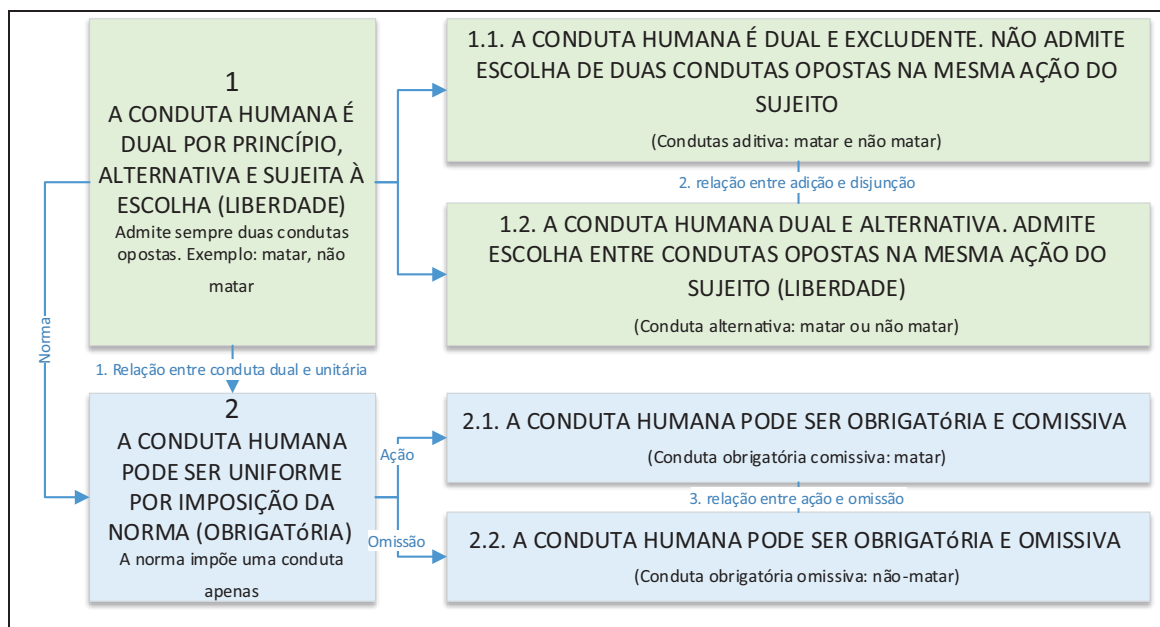 1
A CONDUTA HUMANA É
DUAL POR PRINCÍPIO,
ALTERNATIVA E SUJEITA À
ESCOLHA (LIBERDADE)
Admite sempre duas condutas
opostas. Exemplo: matar, não
matar
1.1. A CONDUTA HUMANA É DUAL E EXCLUDENTE. NÃO ADMITE
ESCOLHA DE DUAS CONDUTAS OPOSTAS NA MESMA AÇÃO DO
SUJEITO
(Condutas aditiva: matar e não matar)
2. relação entre adição e disjunção
1.2. A CONDUTA HUMANA DUAL E ALTERNATIVA. ADMITE
ESCOLHA ENTRE CONDUTAS OPOSTAS NA MESMA AÇÃO DO
SUJEITO (LIBERDADE)
(Conduta alternativa: matar ou não matar)
Norma
1. Relação entre conduta dual e unitária
2
A CONDUTA HUMANA
PODE SER UNIFORME
POR IMPOSIÇÃO DA
NORMA (OBRIGATóRIA)
A norma impõe uma conduta
apenas
Ação
Omissão
2.1. A CONDUTA HUMANA PODE SER OBRIGATóRIA E COMISSIVA
(Conduta obrigatória comissiva: matar)
3. relação entre ação e omissão
2.2. A CONDUTA HUMANA PODE SER OBRIGATóRIA E OMISSIVA
(Conduta obrigatória omissiva: não-matar)